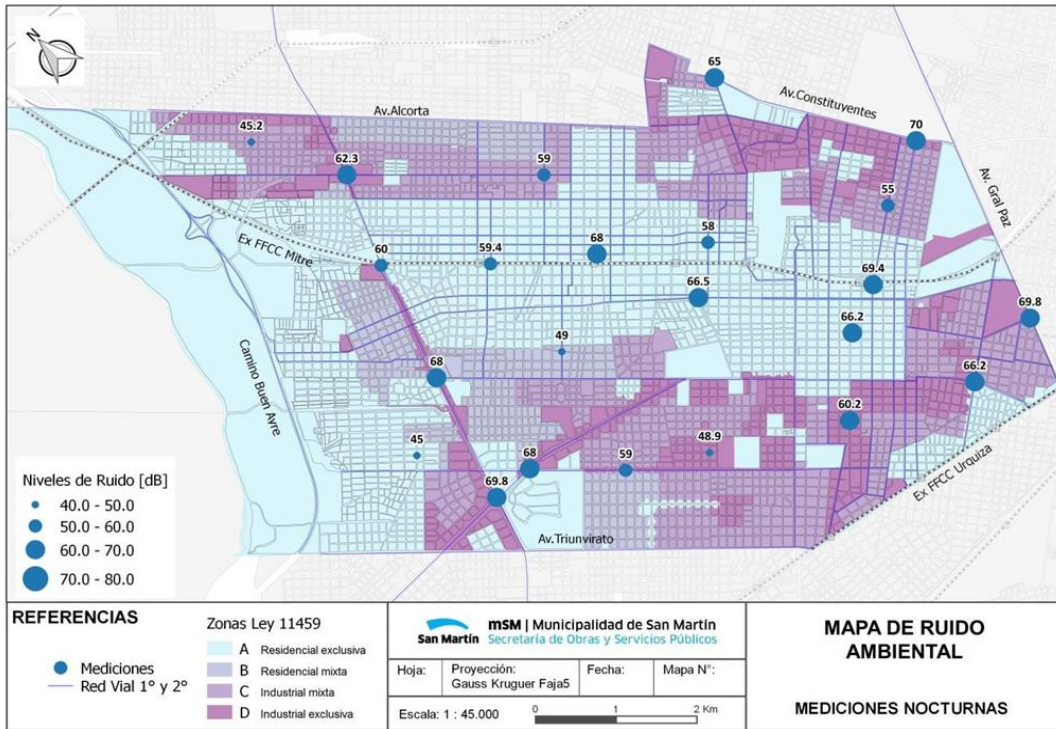 N
65
Av.Constituyentes
Av.Alcorta
45.2
70
62.3
59
Av. Gral Paz
55
58
68
Ex FFCC Mitre
60
59.4
69.4
66.5
69.8
66.2
49
Camino Buen Ayre
68
66.2
60.2
45
48.9
68
59
Ex FFCC Urquiza
69.8
Av.Triunvirato
Niveles de Ruido [dB]
40.0 - 50.0
50.0 - 60.0
60.0 - 70.0
70.0 - 80.0
REFERENCIAS
Mediciones
Red Vial 1° y 2°
Zonas Ley 11459
A Residencial exclusiva
B Residencial mixta
C Industrial mixta
D Industrial exclusiva
San Martín
mSM | Municipalidad de San Martín
Secretaría de Obras y Servicios Públicos
Hoja:
Proyección:
Gauss Kruguer Faja5
Fecha:
Mapa N°:
Escala: 1 : 45.000
0 1 2 Km
MAPA DE RUIDO
AMBIENTAL
MEDICIONES NOCTURNAS